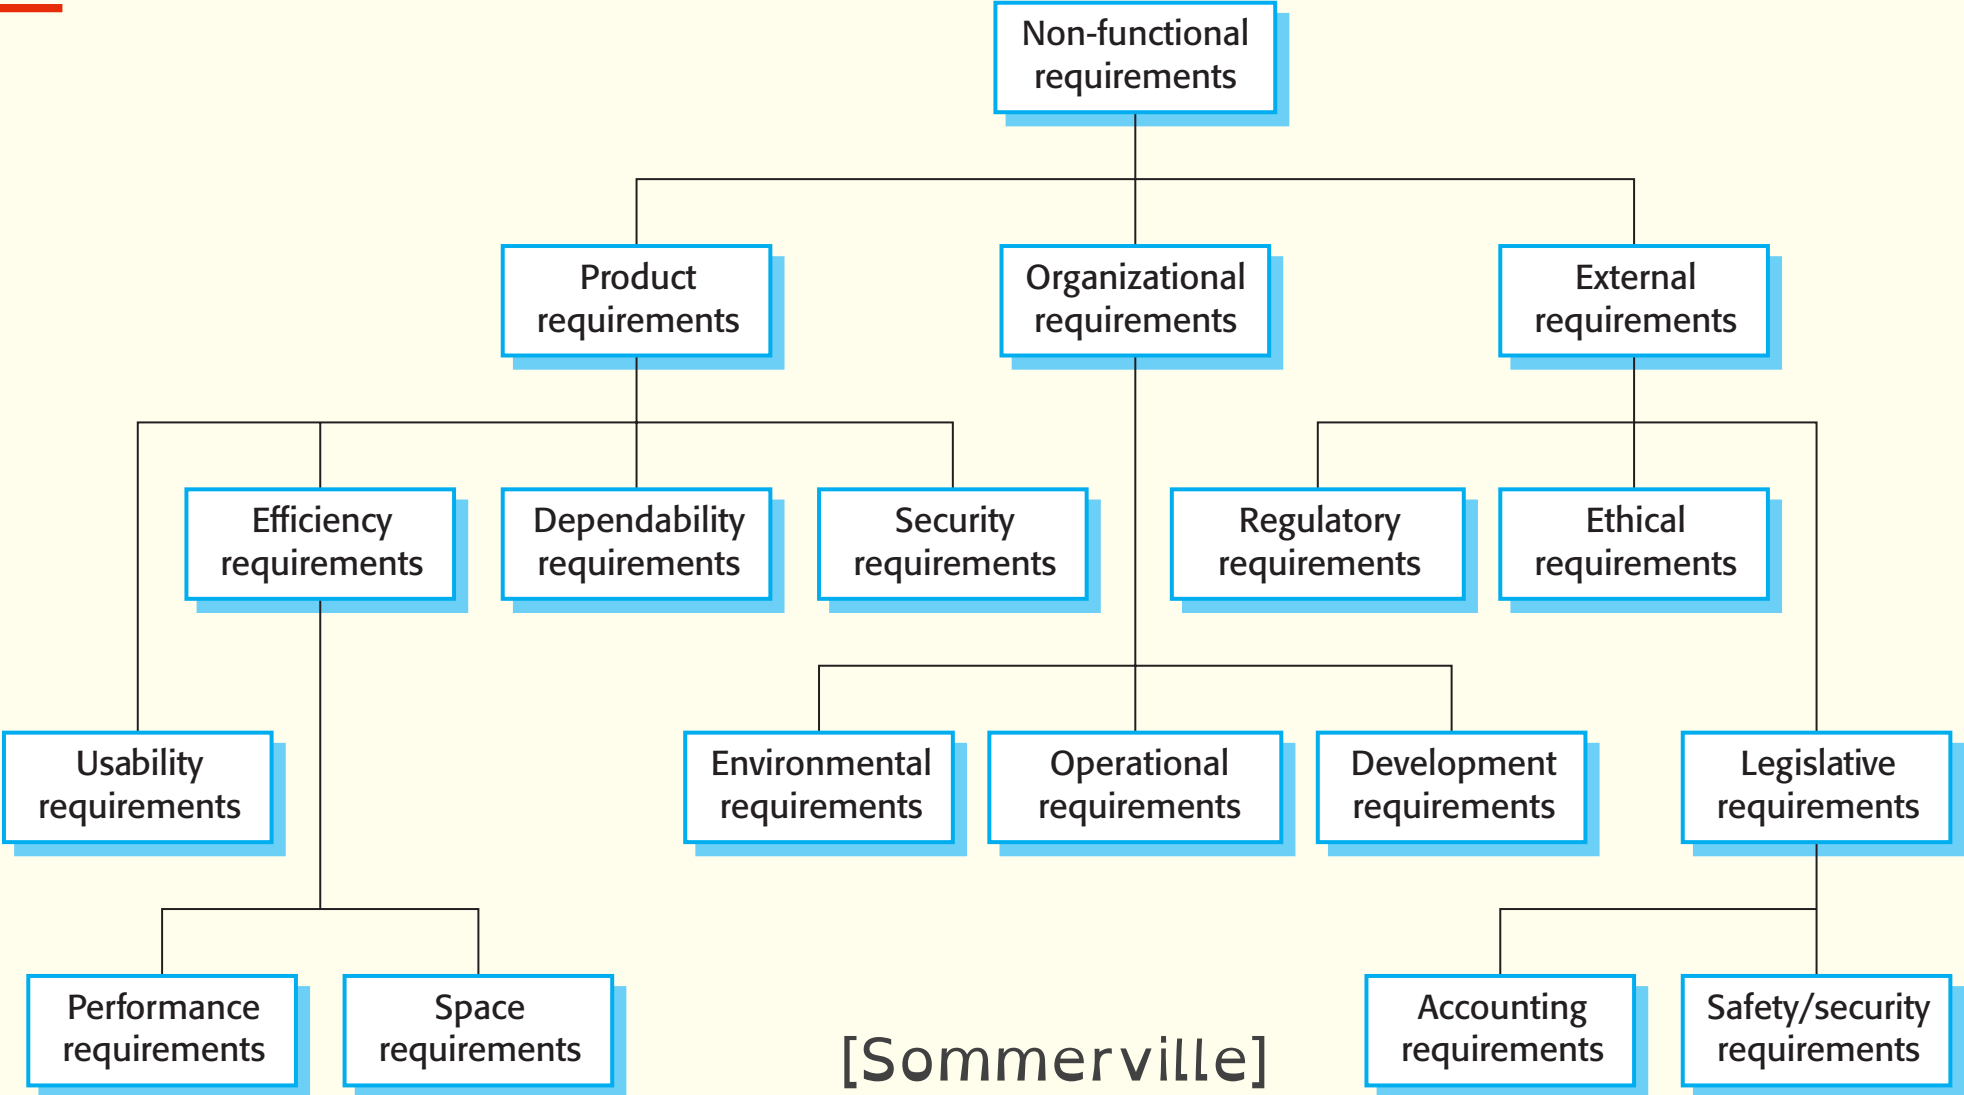 Non-functional
requirements
Product
requirements
Organizational
requirements
External
requirements
Efficiency
requirements
Dependability
requirements
Security
requirements
Regulatory
requirements
Ethical
requirements
Usability
requirements
Environmental
requirements
Operational
requirements
Development
requirements
Legislative
requirements
Performance
requirements
Space
requirements
Accounting
requirements
Safety/security
requirements
[Sommerville]